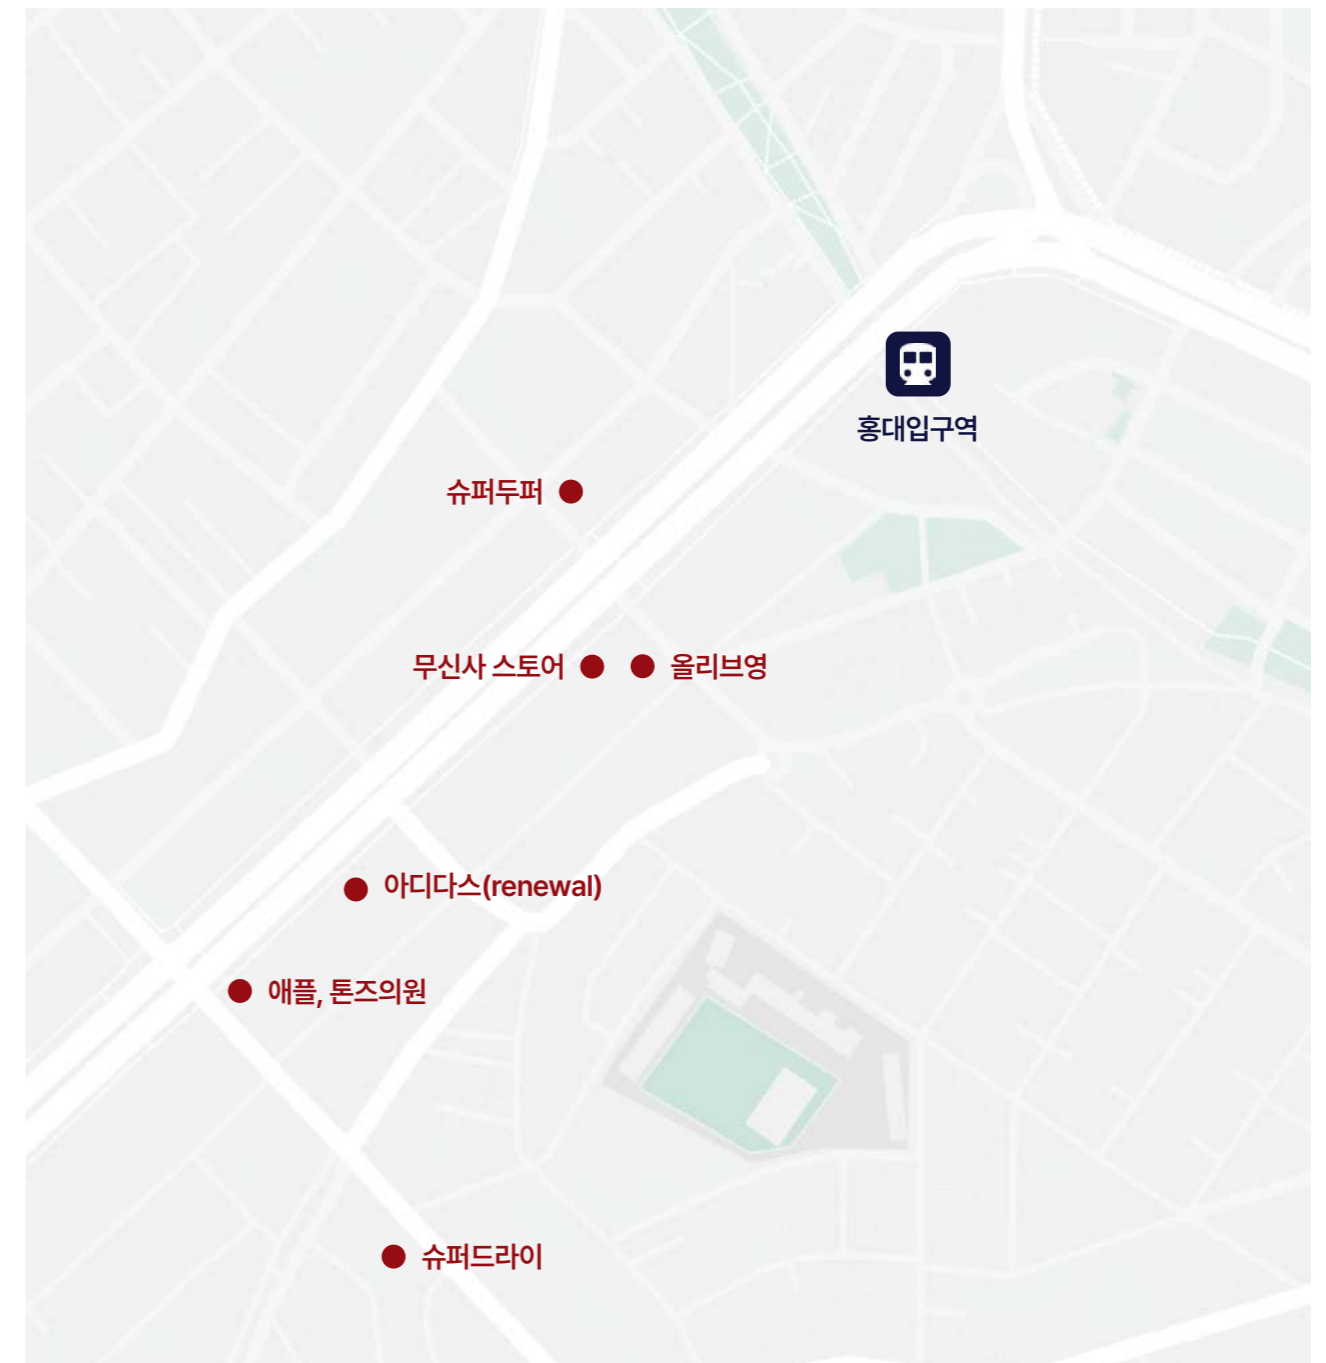 홍대입구역
슈퍼두퍼
무신사 스토어
올리브영
아디다스(renewal)
애플, 톤즈의원
슈퍼드라이